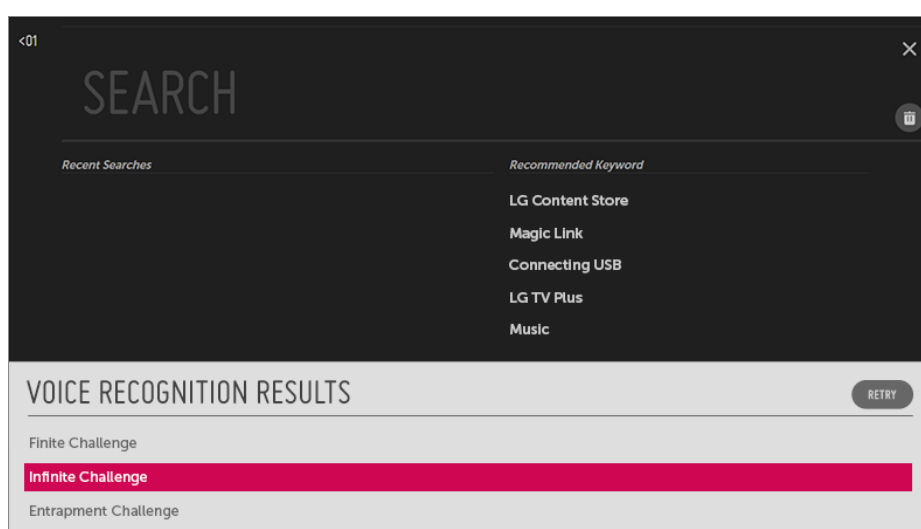 <01
SEARCH
Recent Searches
Recommended Keyword
LG Content Store
Magic Link
Connecting USB
LG TV Plus
Music
VOICE RECOGNITION RESULTS
RETRY
Finite Challenge
Infinite Challenge
Entrapment Challenge